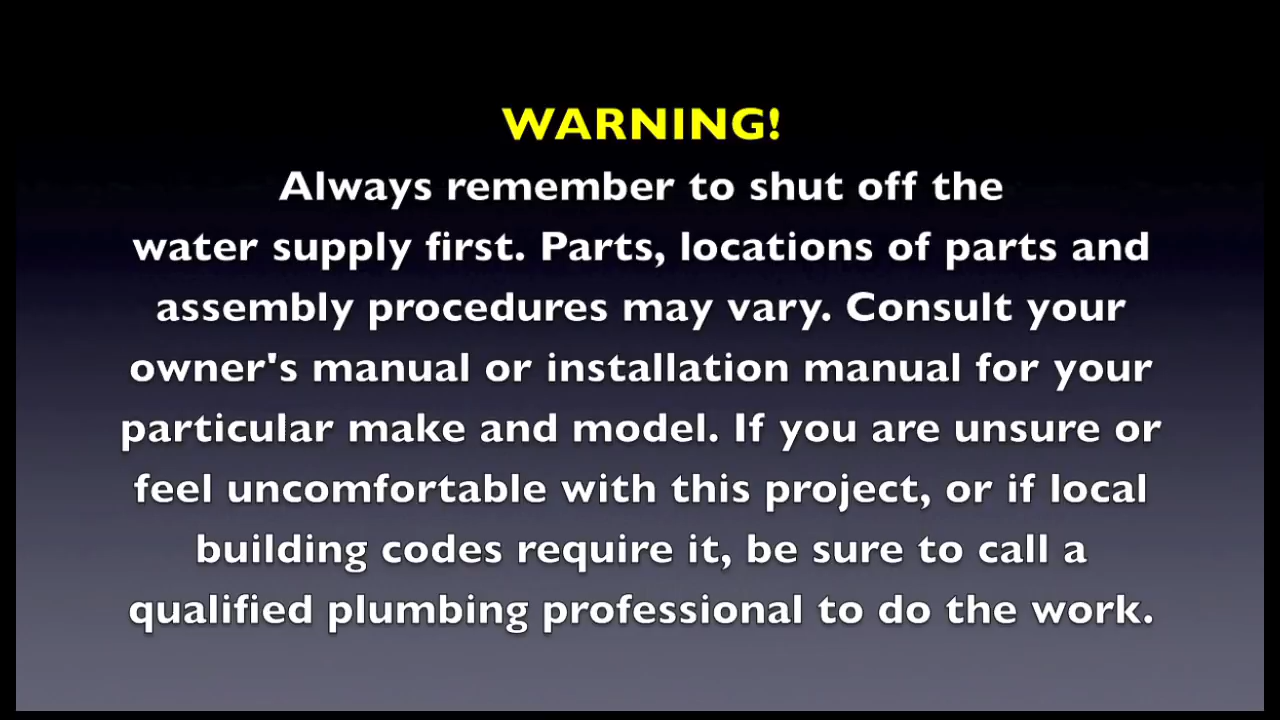 WARNING!
Always remember to shut off the
water supply first. Parts, locations of parts and
assembly procedures may vary. Consult your
owner's manual or installation manual for your
particular make and model. If you are unsure or
feel uncomfortable with this project, or if local
building codes require it, be sure to call a
qualified plumbing professional to do the work.